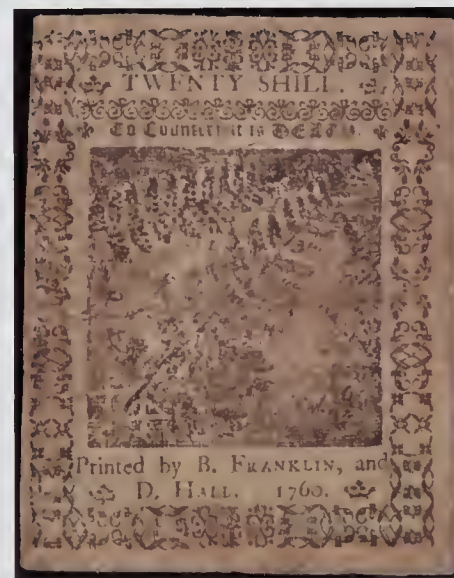 TWENTY SHILL.
To Counterfeit is DEATH.
Printed by B. FRANKLIN, and
D. HALL. 1760.